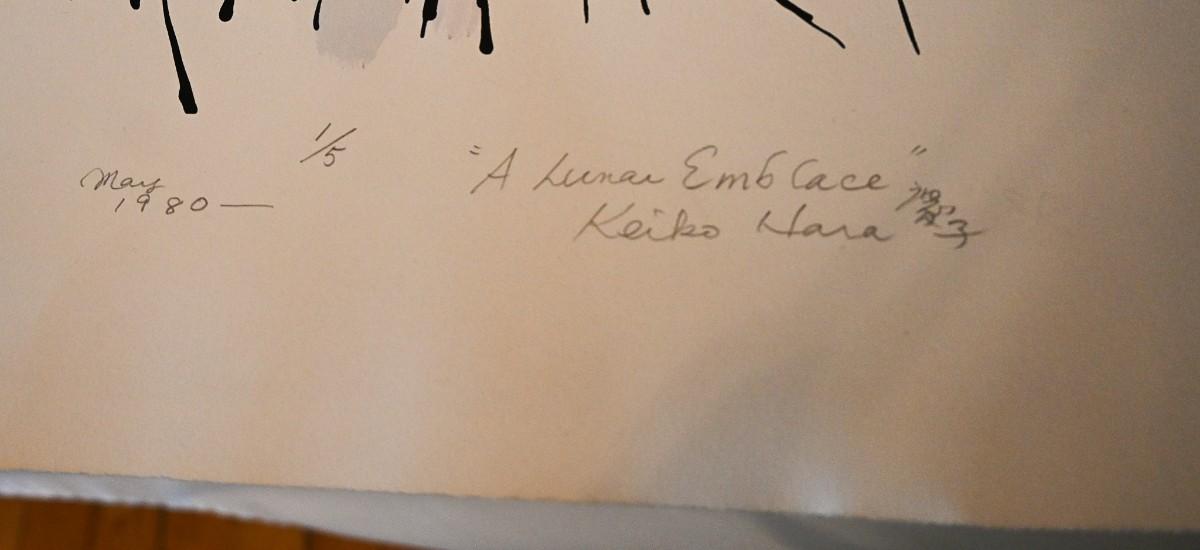 1/5
May
1980—
"A Lunar Embrace"
Keiko Hara